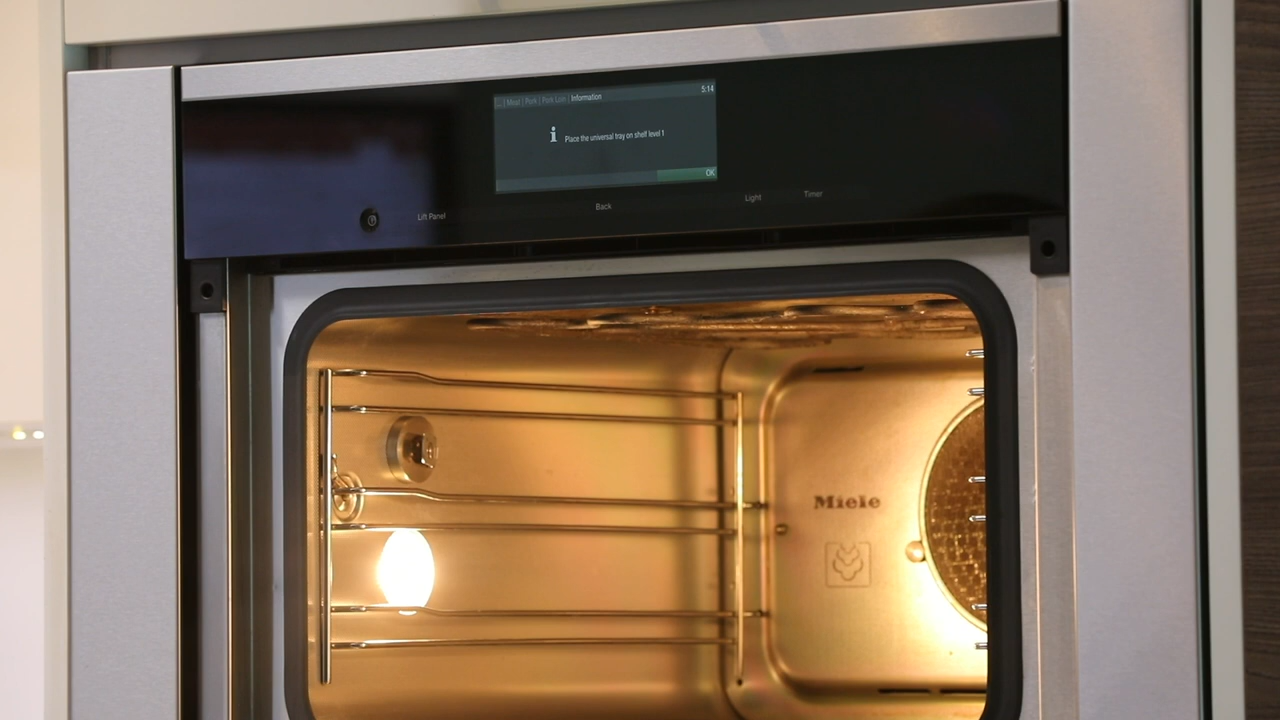 ... | Meat | Pork | Pork Loin | Information 5:14
i Place the universal tray on shelf level 1
OK
Lift Panel Back Light Timer
Miele